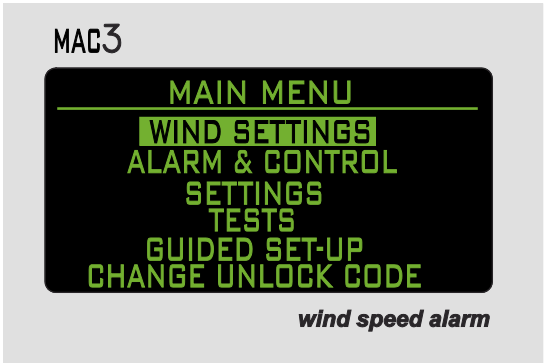 MAC3
MAIN MENU
WIND SETTINGS
ALARM & CONTROL
SETTINGS
TESTS
GUIDED SET-UP
CHANGE UNLOCK CODE
wind speed alarm